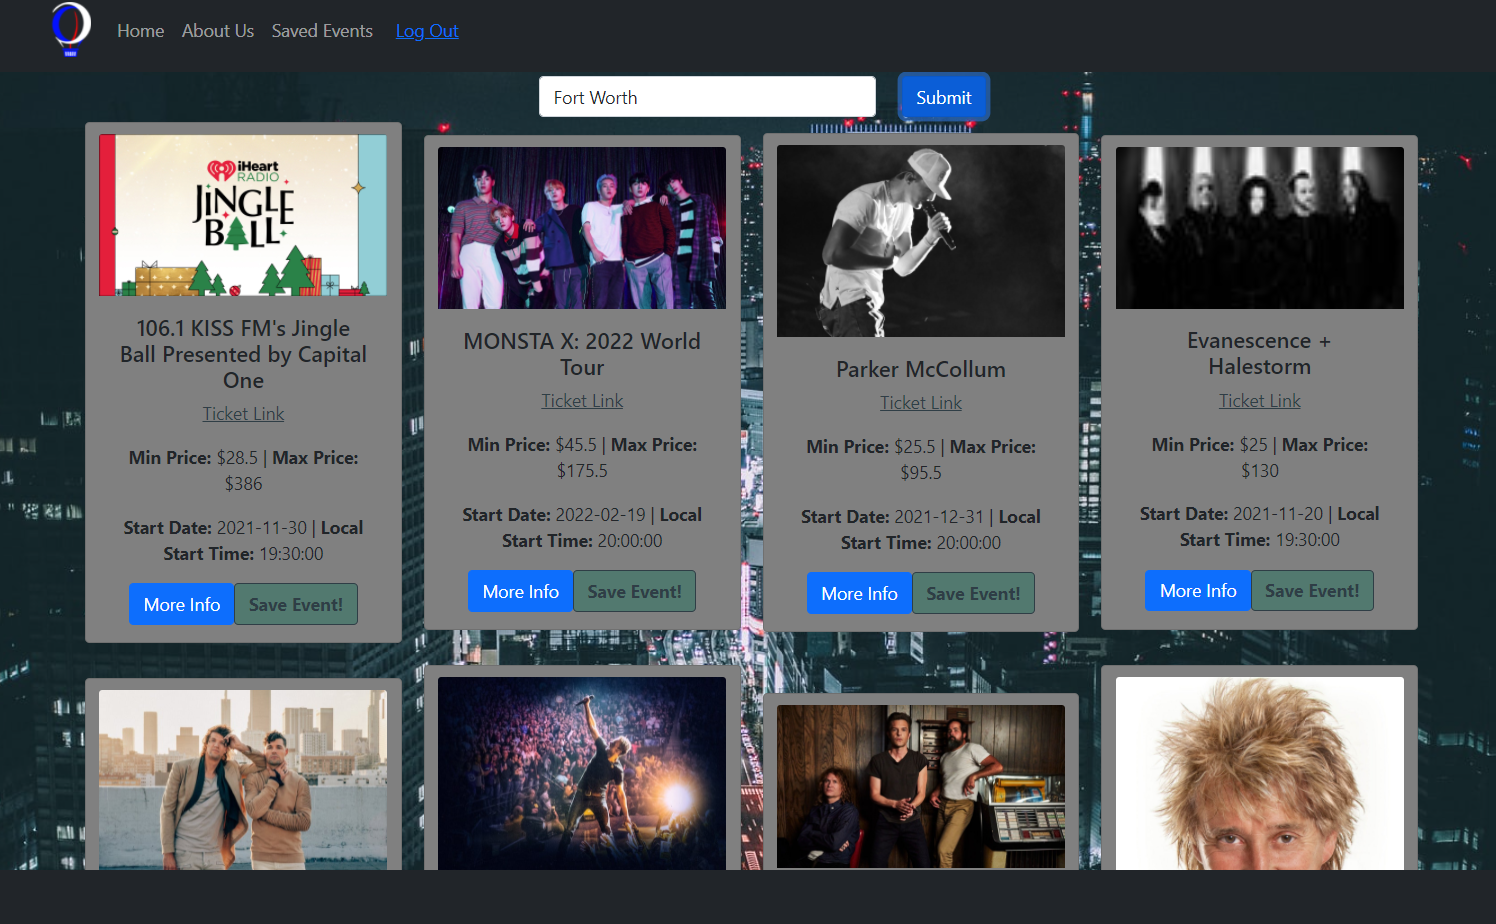 Home About Us Saved Events Log Out
Fort Worth Submit
iHeart
RADIO
JINGLE
BALL
106.1 KISS FM's Jingle
Ball Presented by Capital
One
Ticket Link
Min Price: $28.5 | Max Price:
$386
Start Date: 2021-11-30 | Local
Start Time: 19:30:00
More Info Save Event!
MONSTA X: 2022 World
Tour
Ticket Link
Min Price: $45.5 | Max Price:
$175.5
Start Date: 2022-02-19 | Local
Start Time: 20:00:00
More Info Save Event!
Parker McCollum
Ticket Link
Min Price: $25.5 | Max Price:
$95.5
Start Date: 2021-12-31 | Local
Start Time: 20:00:00
More Info Save Event!
Evanescence +
Halestorm
Ticket Link
Min Price: $25 | Max Price:
$130
Start Date: 2021-11-20 | Local
Start Time: 19:30:00
More Info Save Event!